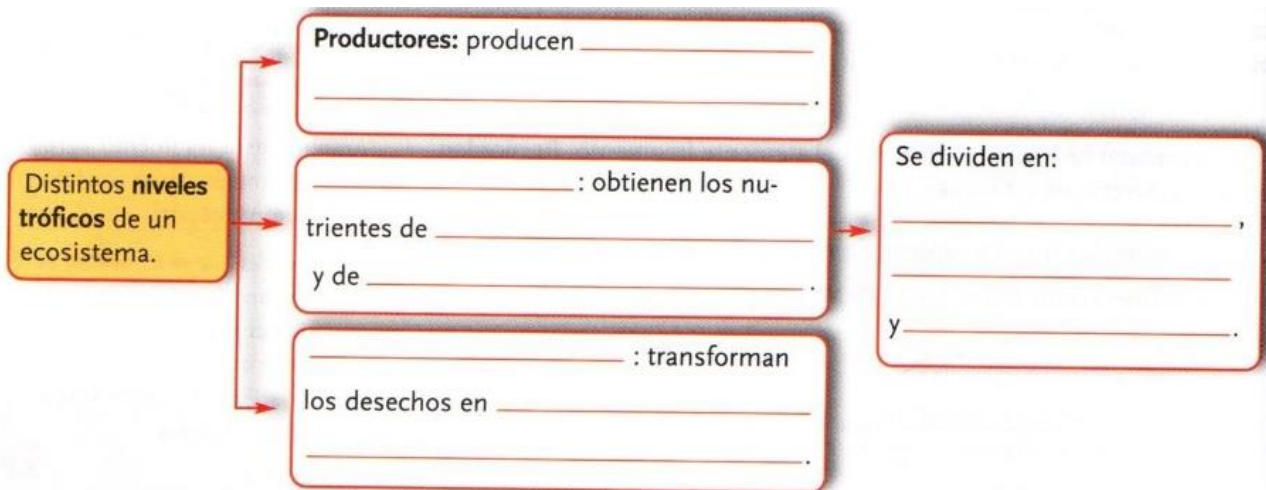 Productores: producen
.
Distintos niveles
tróficos de un
ecosistema.
: obtienen los nu-
trientes de
y de .
Se dividen en:
,
y .
: transforman
los desechos en
.